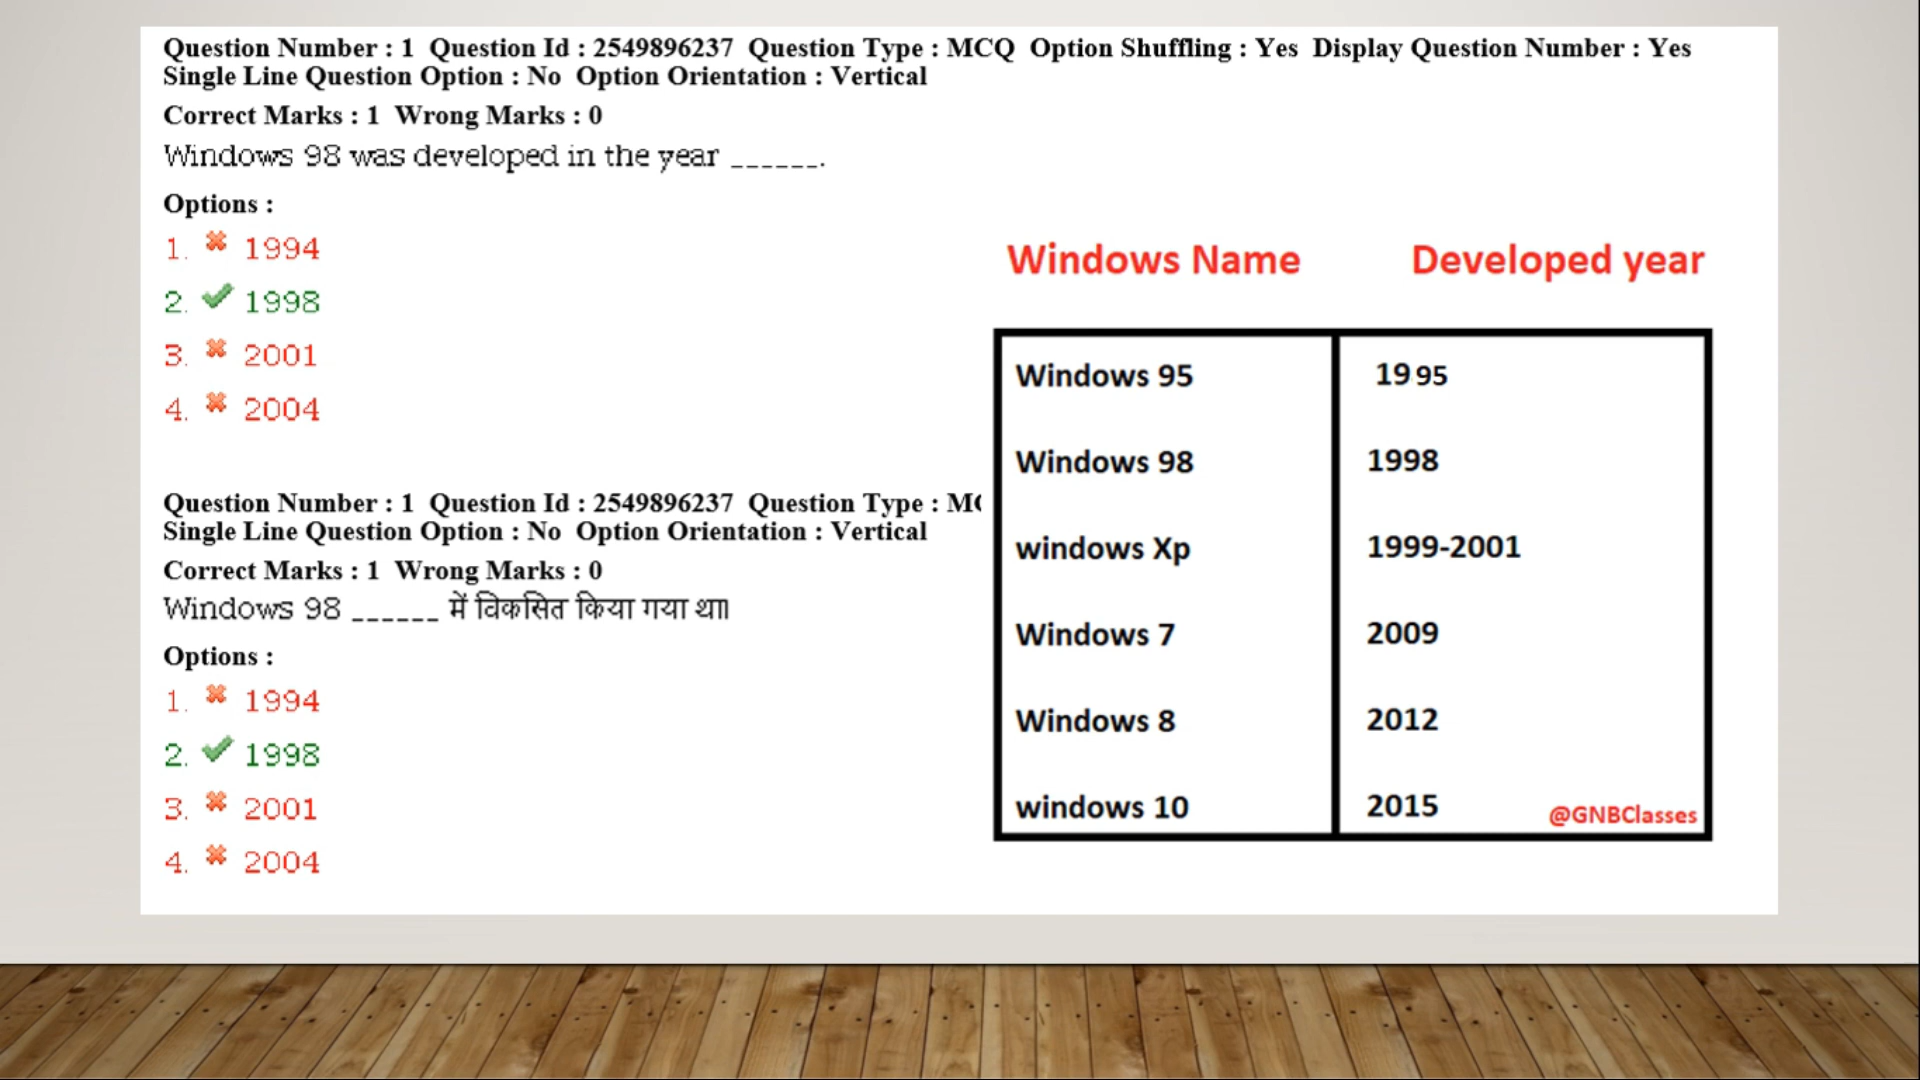 Question Number : 1 Question Id : 2549896237 Question Type : MCQ Option Shuffling : Yes Display Question Number : Yes
Single Line Question Option : No Option Orientation : Vertical
Correct Marks : 1 Wrong Marks : 0
Windows 98 was developed in the year ______.
Options :
1. 1994
2. 1998
3. 2001
4. 2004
Question Number : 1 Question Id : 2549896237 Question Type :
Single Line Question Option : No Option Orientation : Vertical
Correct Marks : 1 Wrong Marks : 0
Windows 98 ______ में विकसित किया गया था।
Options :
1. 1994
2. 1998
3. 2001
4. 2004
Windows Name Developed year
Windows 95 1995
Windows 98 1998
windows Xp 1999-2001
Windows 7 2009
Windows 8 2012
windows 10 2015
@GNBClasses